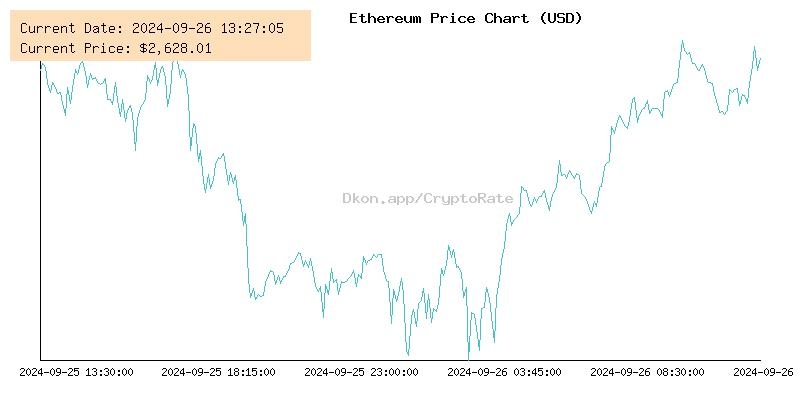 Ethereum Price Chart (USD)
Current Date: 2024-09-26 13:27:05
Current Price: $2,628.01
Dkon.app/CryptoRate
2024-09-25 13:30:00 2024-09-25 18:15:00 2024-09-25 23:00:00 2024-09-26 03:45:00 2024-09-26 08:30:00 2024-09-26